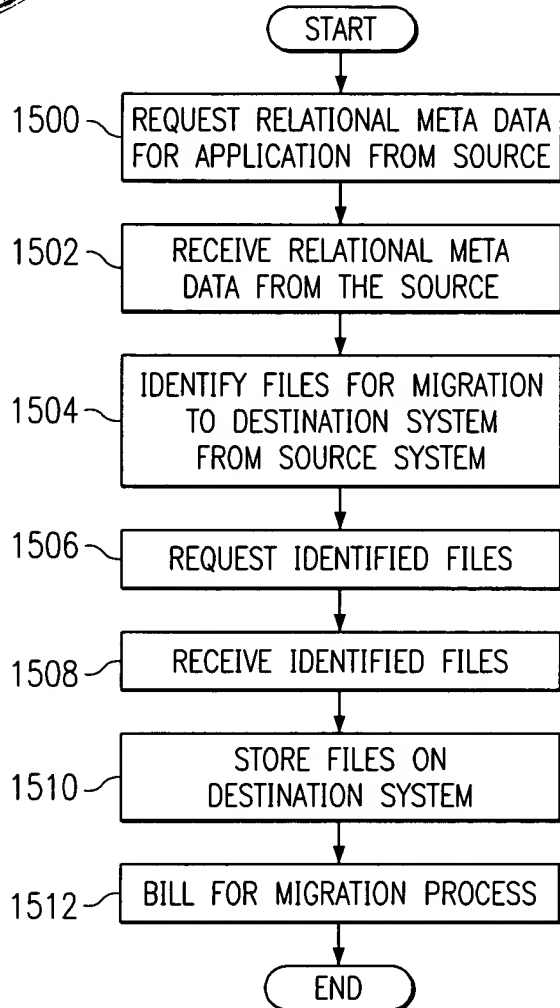 START
1500
REQUEST RELATIONAL META DATA
FOR APPLICATION FROM SOURCE
1502
RECEIVE RELATIONAL META
DATA FROM THE SOURCE
1504
IDENTIFY FILES FOR MIGRATION
TO DESTINATION SYSTEM
FROM SOURCE SYSTEM
1506
REQUEST IDENTIFIED FILES
1508
RECEIVE IDENTIFIED FILES
1510
STORE FILES ON
DESTINATION SYSTEM
1512
BILL FOR MIGRATION PROCESS
END